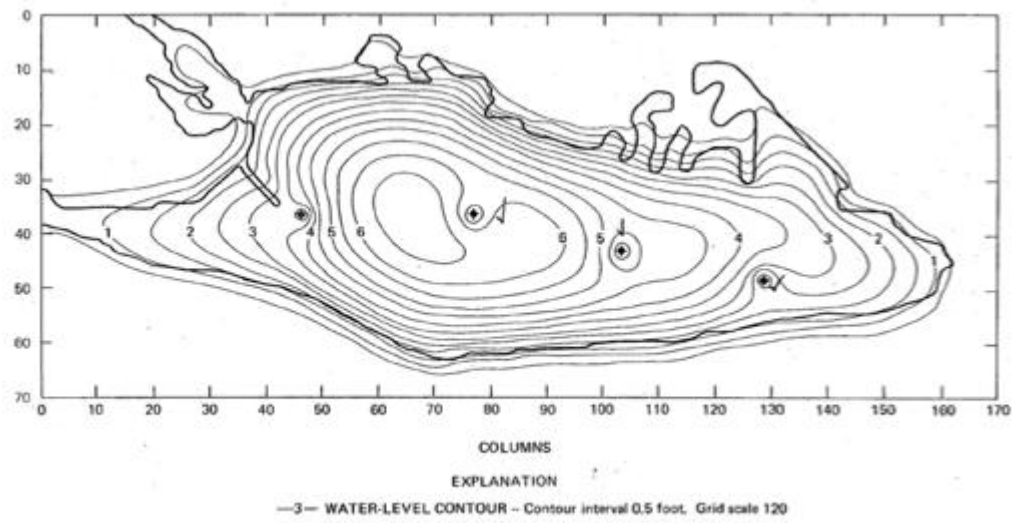 0
10
20
30
40
50
60
70
1 2 3 4 5 6 6 5 4 3 2 1
0 10 20 30 40 50 60 70 80 90 100 110 120 130 140 150 160 170
COLUMNS
EXPLANATION
—3— WATER-LEVEL CONTOUR -- Contour interval 0.5 foot. Grid scale 120